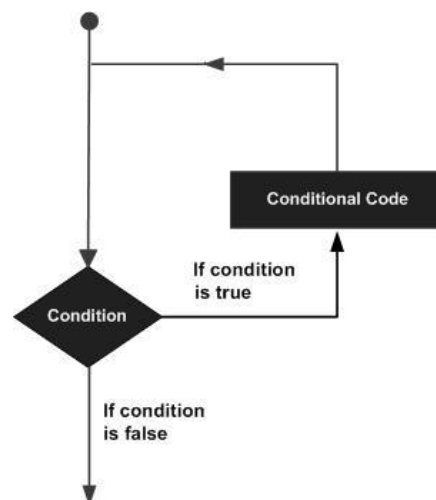 Conditional Code
If condition
is true
Condition
If condition
is false